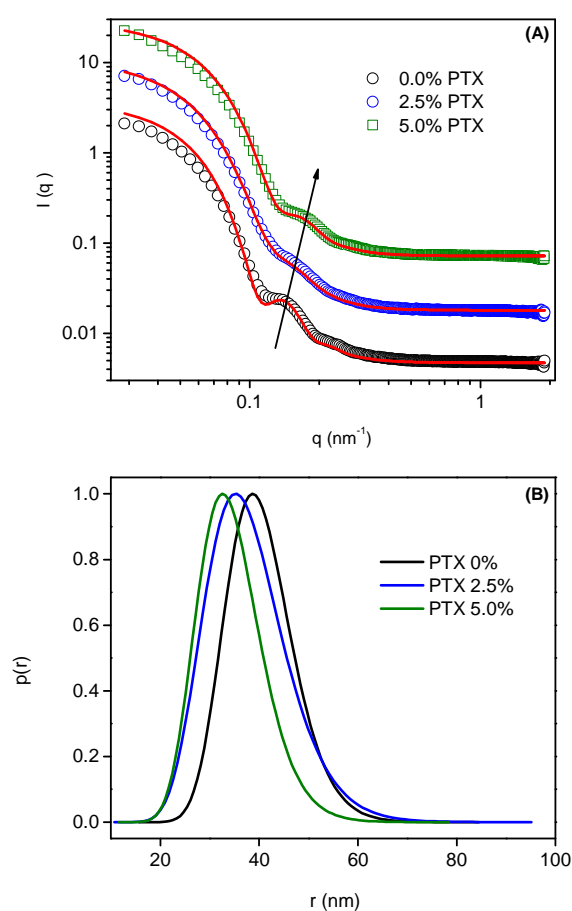 (A)
10
1
0.1
0.01
I (q)
0.0% PTX
2.5% PTX
5.0% PTX
0.1
1
q (nm⁻¹)
(B)
1.0
0.8
0.6
0.4
0.2
0.0
p(r)
PTX 0%
PTX 2.5%
PTX 5.0%
20
40
60
80
100
r (nm)